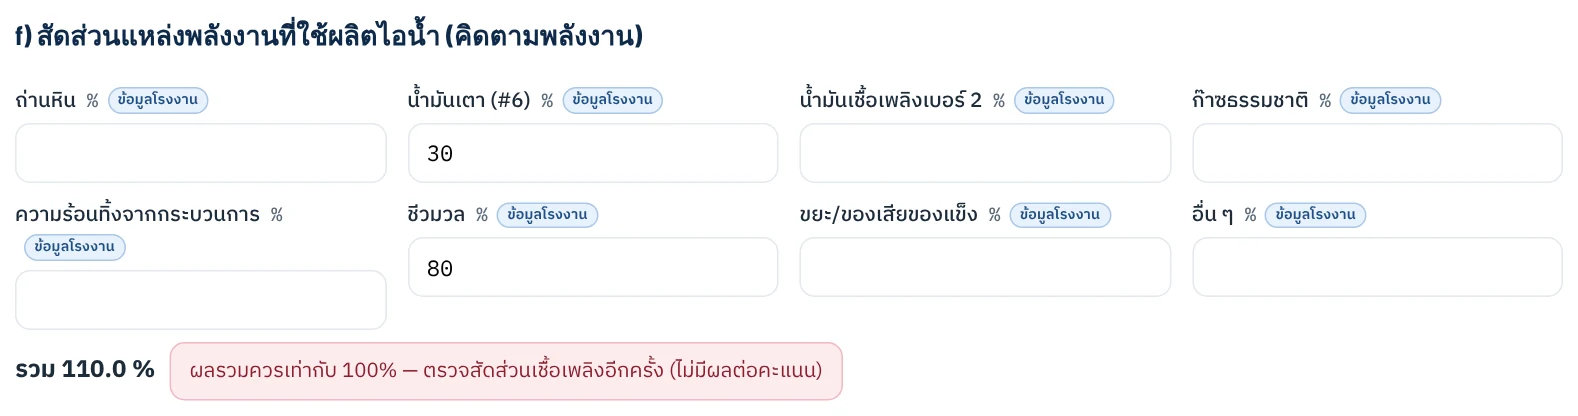 f) สัดส่วนแหล่งพลังงานที่ใช้ผลิตไอน้ำ (คิดตามพลังงาน)
ถ่านหิน % ข้อมูลโรงงาน
น้ำมันเตา (#6) % ข้อมูลโรงงาน
น้ำมันเชื้อเพลิงเบอร์ 2 % ข้อมูลโรงงาน
ก๊าซธรรมชาติ % ข้อมูลโรงงาน
30
ความร้อนทิ้งจากกระบวนการ %
ข้อมูลโรงงาน
ชีวมวล % ข้อมูลโรงงาน
ขยะ/ของเสียของแข็ง % ข้อมูลโรงงาน
อื่น ๆ % ข้อมูลโรงงาน
80
รวม 110.0 % ผลรวมควรเท่ากับ 100% — ตรวจสัดส่วนเชื้อเพลิงอีกครั้ง (ไม่มีผลต่อคะแนน)